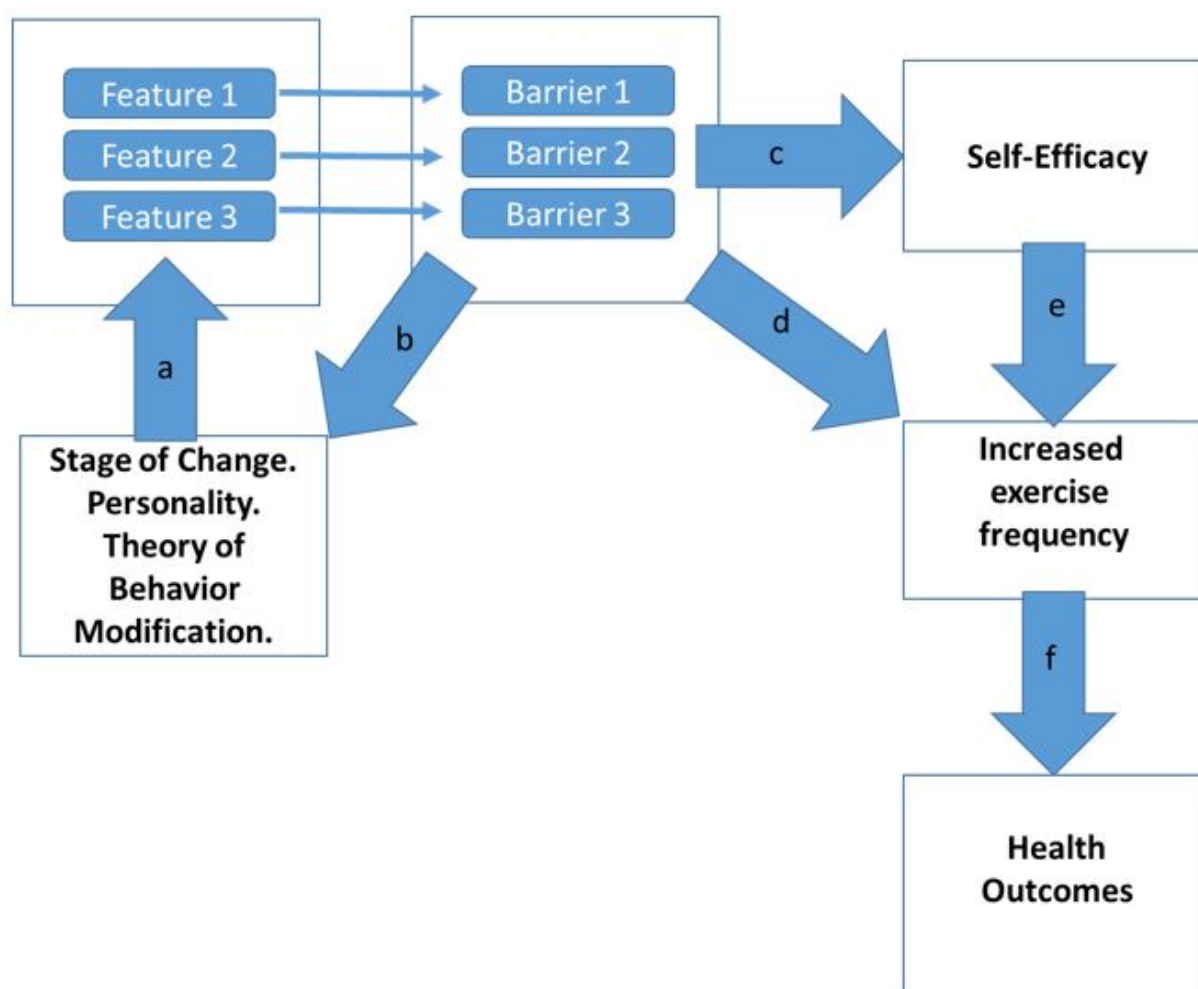 Feature 1
Feature 2
Feature 3
Barrier 1
Barrier 2
Barrier 3
c
Self-Efficacy
a
b
d
e
Stage of Change.
Personality.
Theory of
Behavior
Modification.
Increased
exercise
frequency
f
Health
Outcomes